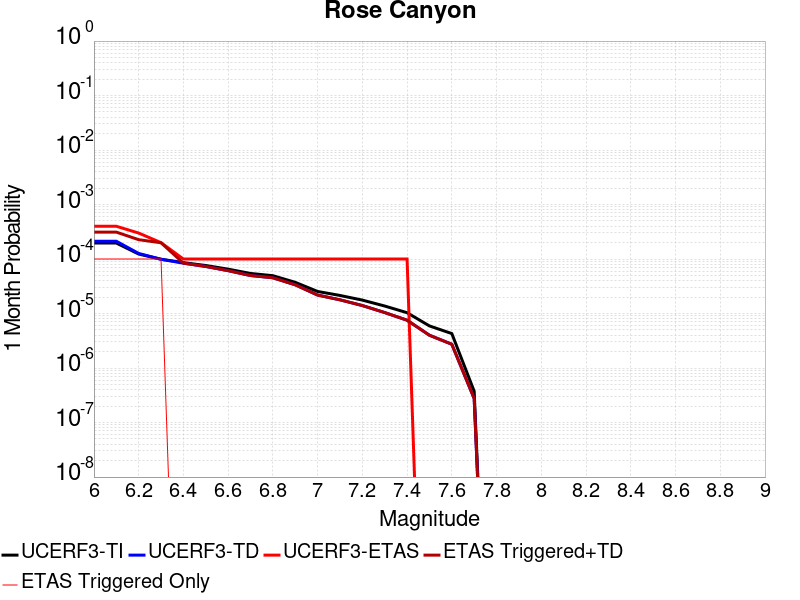 Rose Canyon
10 0
10 -1
10 -2
10 -3
10 -4
10 -5
10 -6
10 -7
10 -8
1 Month Probability
6 6.2 6.4 6.6 6.8 7 7.2 7.4 7.6 7.8 8 8.2 8.4 8.6 8.8 9
Magnitude
UCERF3-TI UCERF3-TD UCERF3-ETAS ETAS Triggered+TD
ETAS Triggered Only